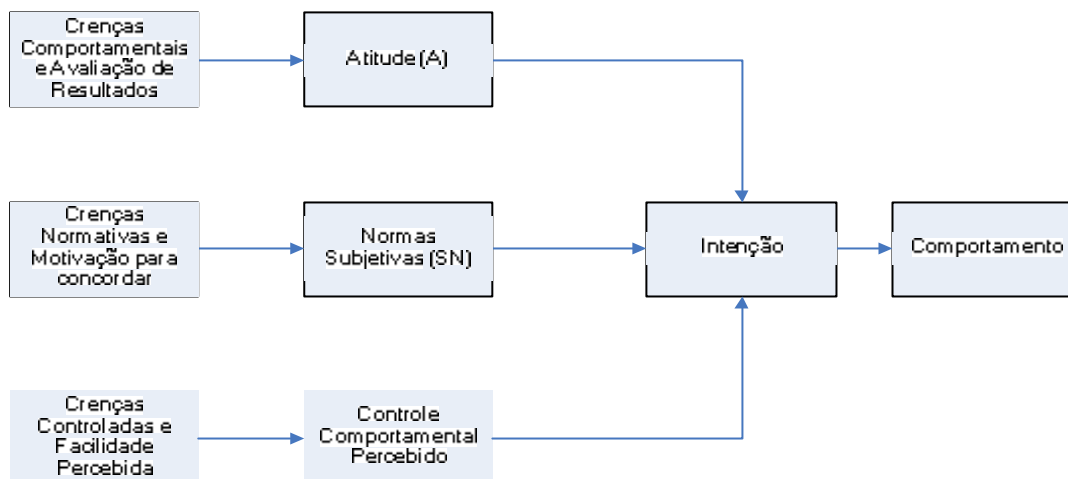 Crenças
Comportamentais
e Avaliação de
Resultados
Atitude (A)
Crenças
Normativas e
Motivação para
concordar
Normas
Subjetivas (SN)
Intenção
Comportamento
Crenças
Controladas e
Facilidade
Percebida
Controle
Comportamental
Percebido